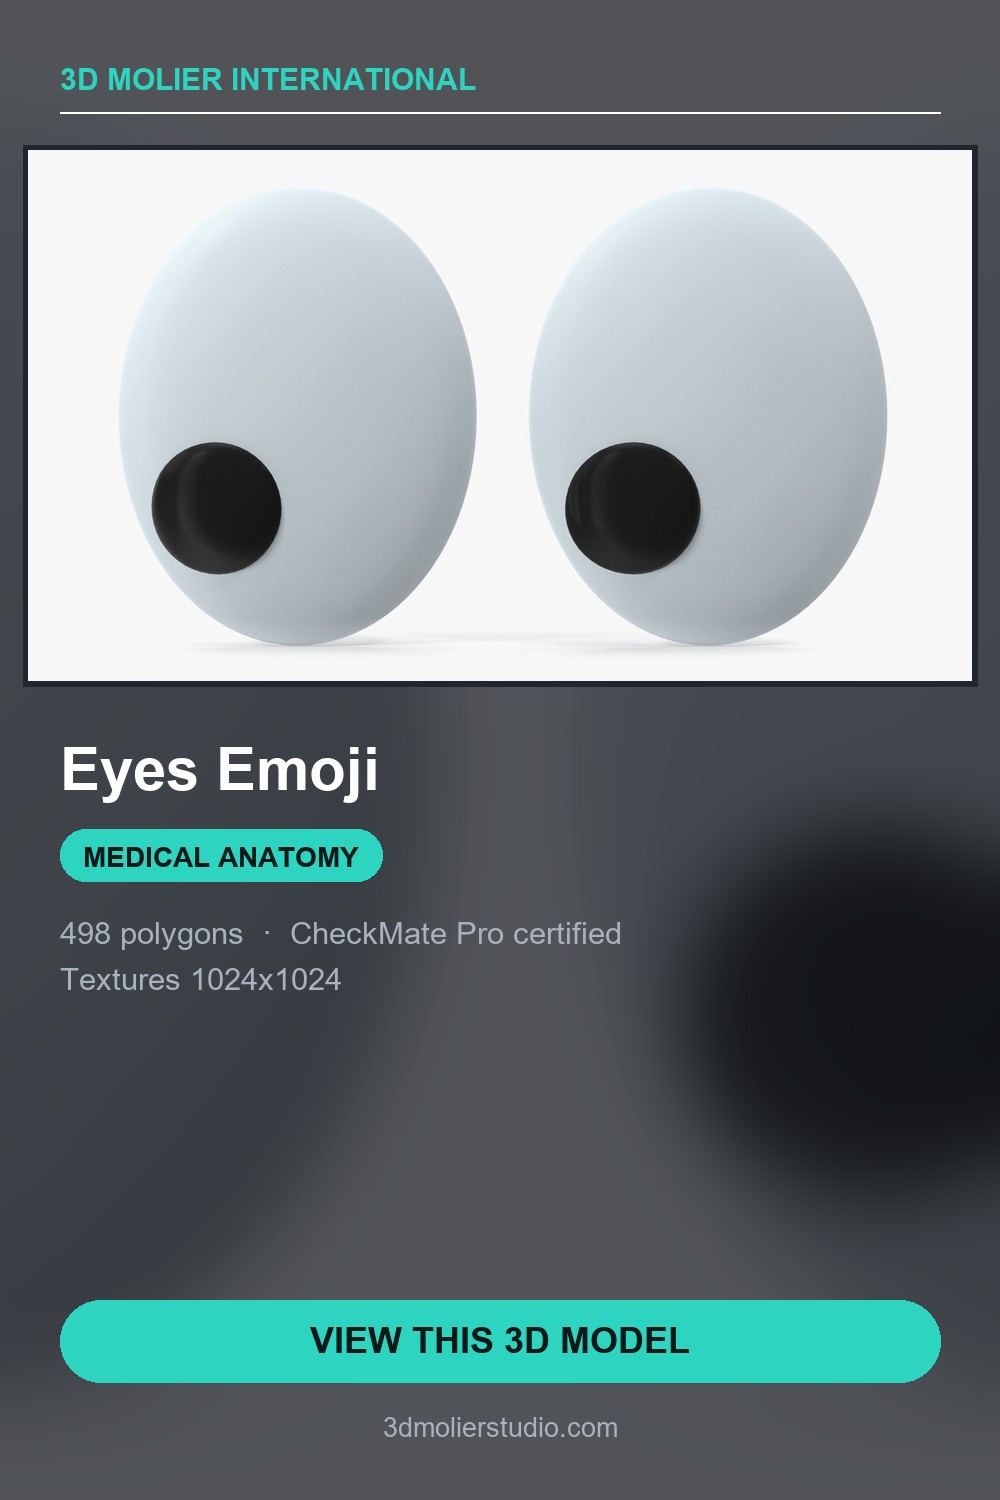 3D MOLIER INTERNATIONAL
Eyes Emoji
MEDICAL ANATOMY
498 polygons · CheckMate Pro certified
Textures 1024x1024
VIEW THIS 3D MODEL
3dmolierstudio.com